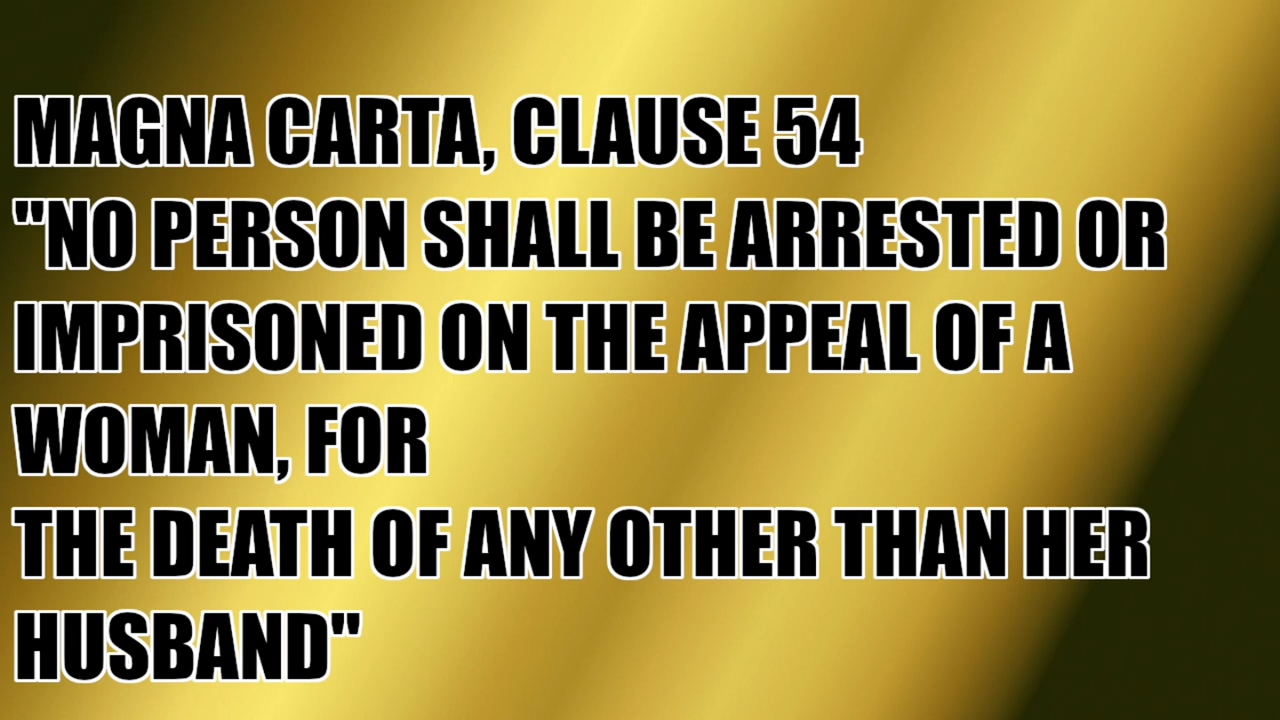 MAGNA CARTA, CLAUSE 54
"NO PERSON SHALL BE ARRESTED OR
IMPRISONED ON THE APPEAL OF A
WOMAN, FOR
THE DEATH OF ANY OTHER THAN HER
HUSBAND"